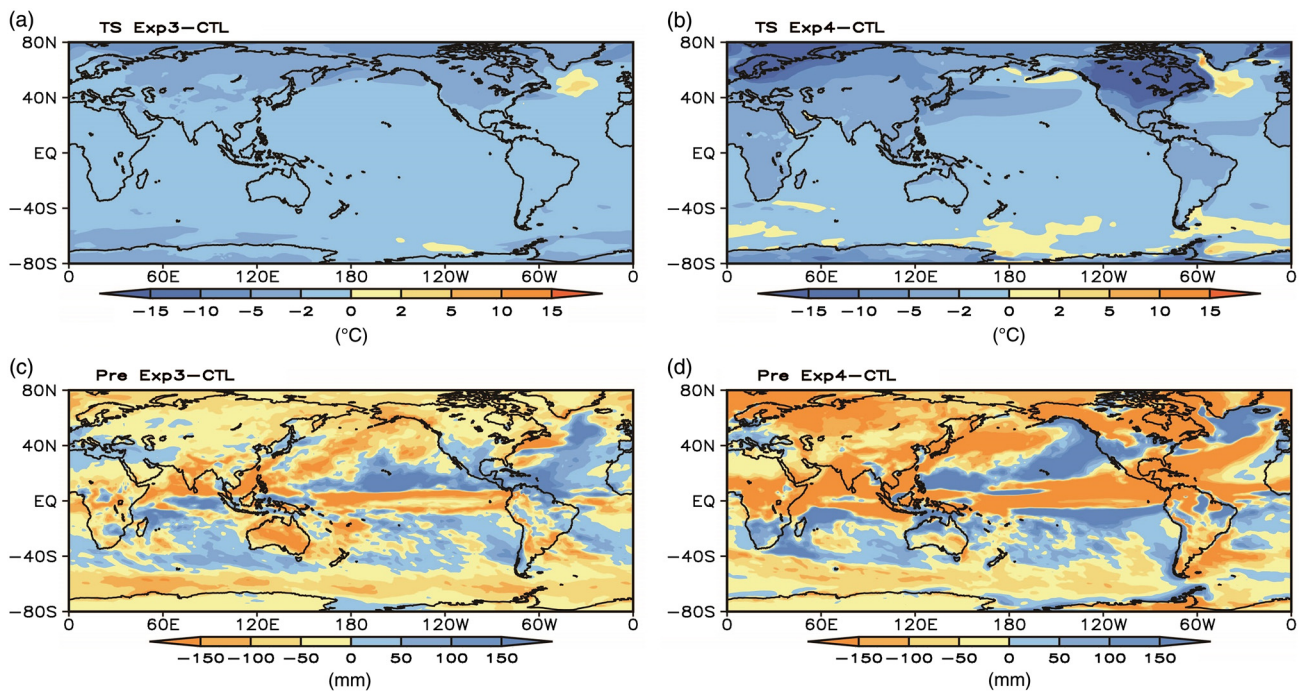 (a)
TS Exp3-CTL
80N
40N
EQ
-40S
-80S
0 60E 120E 180 120W 60W 0
-15 -10 -5 -2 0 2 5 10 15
(°C)
(b)
TS Exp4-CTL
80N
40N
EQ
-40S
-80S
0 60E 120E 180 120W 60W 0
-15 -10 -5 -2 0 2 5 10 15
(°C)
(c)
Pre Exp3-CTL
80N
40N
EQ
-40S
-80S
0 60E 120E 180 120W 60W 0
-150 -100 -50 0 50 100 150
(mm)
(d)
Pre Exp4-CTL
80N
40N
EQ
-40S
-80S
0 60E 120E 180 120W 60W 0
-150 -100 -50 0 50 100 150
(mm)